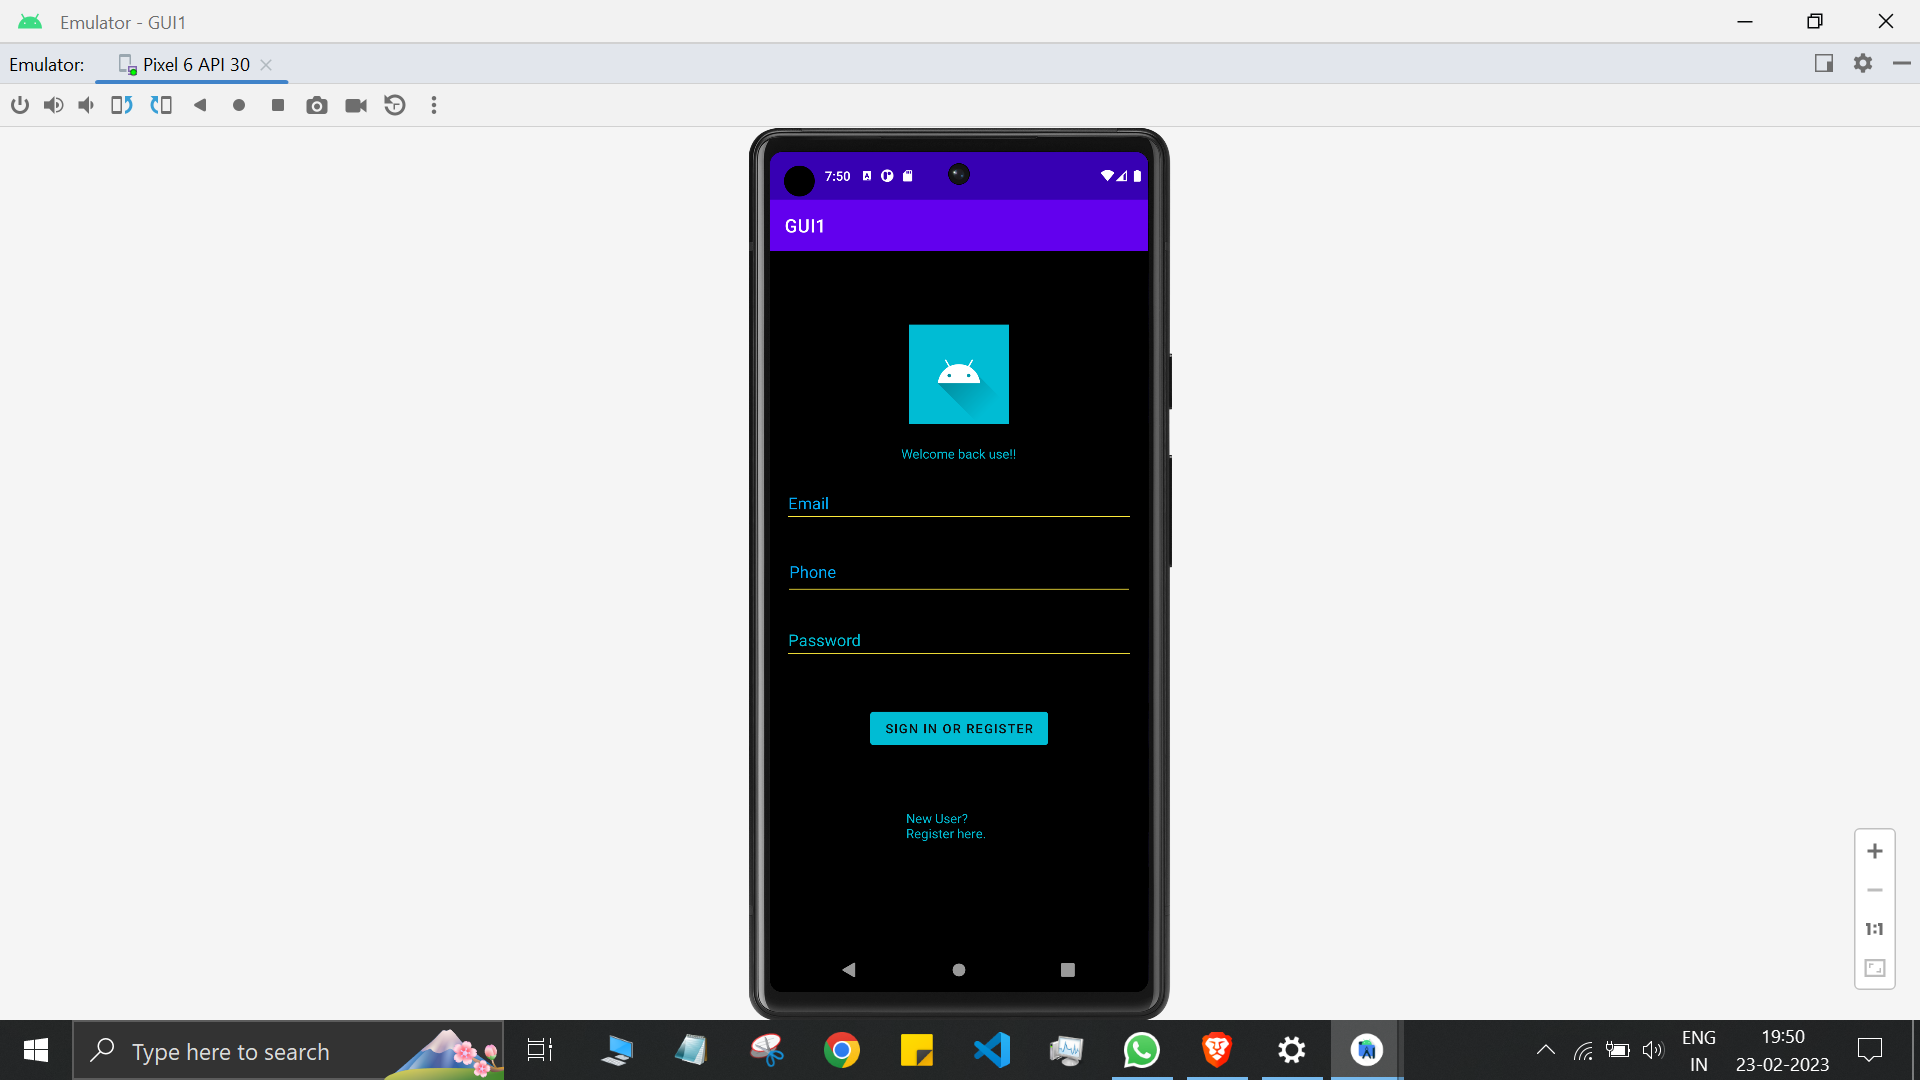 Emulator - GUI1
Emulator:
Pixel 6 API 30
7:50
GUI1
Welcome back use!!
Email
Phone
Password
SIGN IN OR REGISTER
New User?
Register here.
1:1
Type here to search
ENG
IN
19:50
23-02-2023